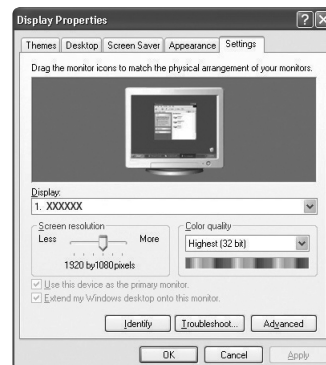 Display Properties
Themes Desktop Screen Saver Appearance Settings
Drag the monitor icons to match the physical arrangement of your monitors.
Display:
1. XXXXXX
Screen resolution
Less More
1920 by1080pixels
Color quality
Highest (32 bit)
Use this device as the primary monitor.
Extend my Windows desktop onto this monitor.
Identify Troubleshoot... Advanced
OK Cancel Apply